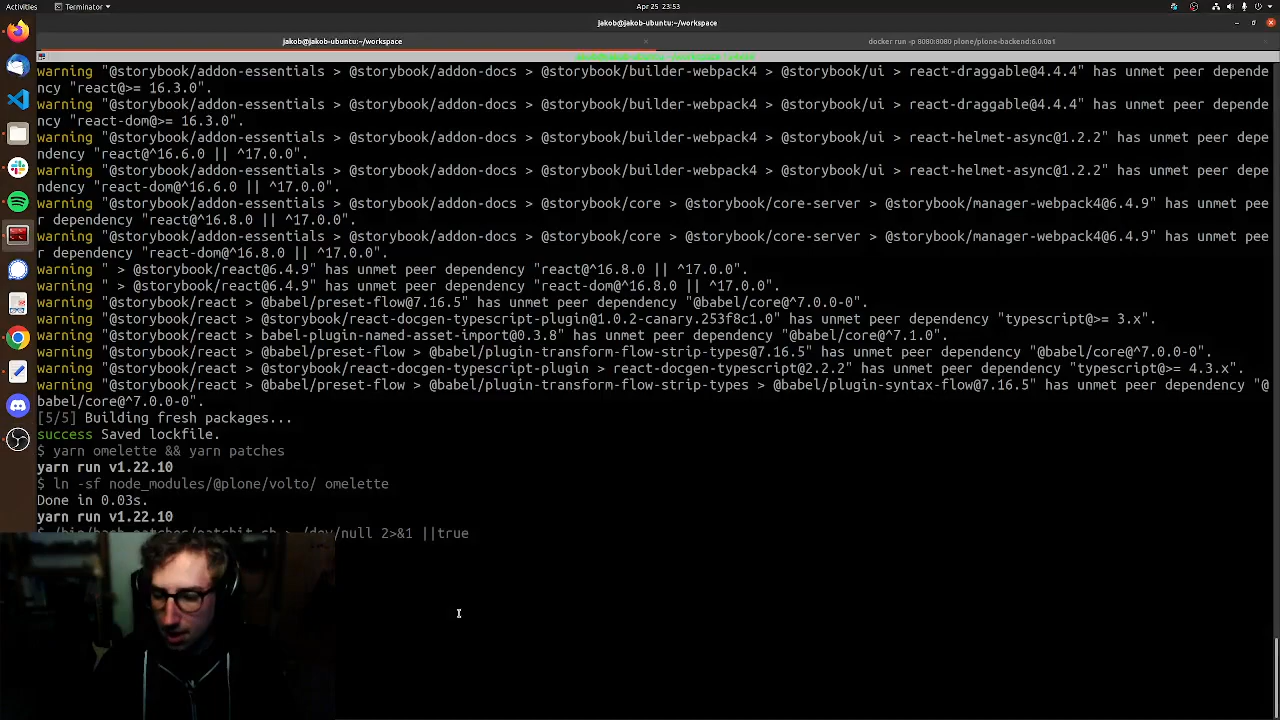 Activities
Terminator
Apr 25 23:53
jakob@jakob-ubuntu:~/workspace
jakob@jakob-ubuntu:~/workspace
docker run -p 8080:8080 plone/plone-backend:6.0.0a1
warning "@storybook/addon-essentials > @storybook/addon-docs > @storybook/builder-webpack4 > @storybook/ui > react-draggable@4.4.4" has unmet peer depende
ncy "react@>= 16.3.0".
warning "@storybook/addon-essentials > @storybook/addon-docs > @storybook/builder-webpack4 > @storybook/ui > react-draggable@4.4.4" has unmet peer depende
ncy "react-dom@>= 16.3.0".
warning "@storybook/addon-essentials > @storybook/addon-docs > @storybook/builder-webpack4 > @storybook/ui > react-helmet-async@1.2.2" has unmet peer depe
ndency "react@^16.6.0 || ^17.0.0".
warning "@storybook/addon-essentials > @storybook/addon-docs > @storybook/builder-webpack4 > @storybook/ui > react-helmet-async@1.2.2" has unmet peer depe
ndency "react-dom@^16.6.0 || ^17.0.0".
warning "@storybook/addon-essentials > @storybook/addon-docs > @storybook/core > @storybook/core-server > @storybook/manager-webpack4@6.4.9" has unmet pee
r dependency "react@^16.8.0 || ^17.0.0".
warning "@storybook/addon-essentials > @storybook/addon-docs > @storybook/core > @storybook/core-server > @storybook/manager-webpack4@6.4.9" has unmet pee
r dependency "react-dom@^16.8.0 || ^17.0.0".
warning " > @storybook/react@6.4.9" has unmet peer dependency "react@^16.8.0 || ^17.0.0".
warning " > @storybook/react@6.4.9" has unmet peer dependency "react-dom@^16.8.0 || ^17.0.0".
warning "@storybook/react > @babel/preset-flow@7.16.5" has unmet peer dependency "@babel/core@^7.0.0-0".
warning "@storybook/react > @storybook/react-docgen-typescript-plugin@1.0.2-canary.253f8c1.0" has unmet peer dependency "typescript@>= 3.x".
warning "@storybook/react > babel-plugin-named-asset-import@0.3.8" has unmet peer dependency "@babel/core@^7.1.0".
warning "@storybook/react > @babel/preset-flow > @babel/plugin-transform-flow-strip-types@7.16.5" has unmet peer dependency "@babel/core@^7.0.0-0".
warning "@storybook/react > @storybook/react-docgen-typescript-plugin > react-docgen-typescript@2.2.2" has unmet peer dependency "typescript@>= 4.3.x".
warning "@storybook/react > @babel/preset-flow > @babel/plugin-transform-flow-strip-types > @babel/plugin-syntax-flow@7.16.5" has unmet peer dependency "@
babel/core@^7.0.0-0".
[5/5] Building fresh packages...
success Saved lockfile.
$ yarn omelette && yarn patches
yarn run v1.22.10
$ ln -sf node_modules/@plone/volto/ omelette
Done in 0.03s.
yarn run v1.22.10
$ /bin/bash patches/patchit.sh > /dev/null 2>&1 ||true